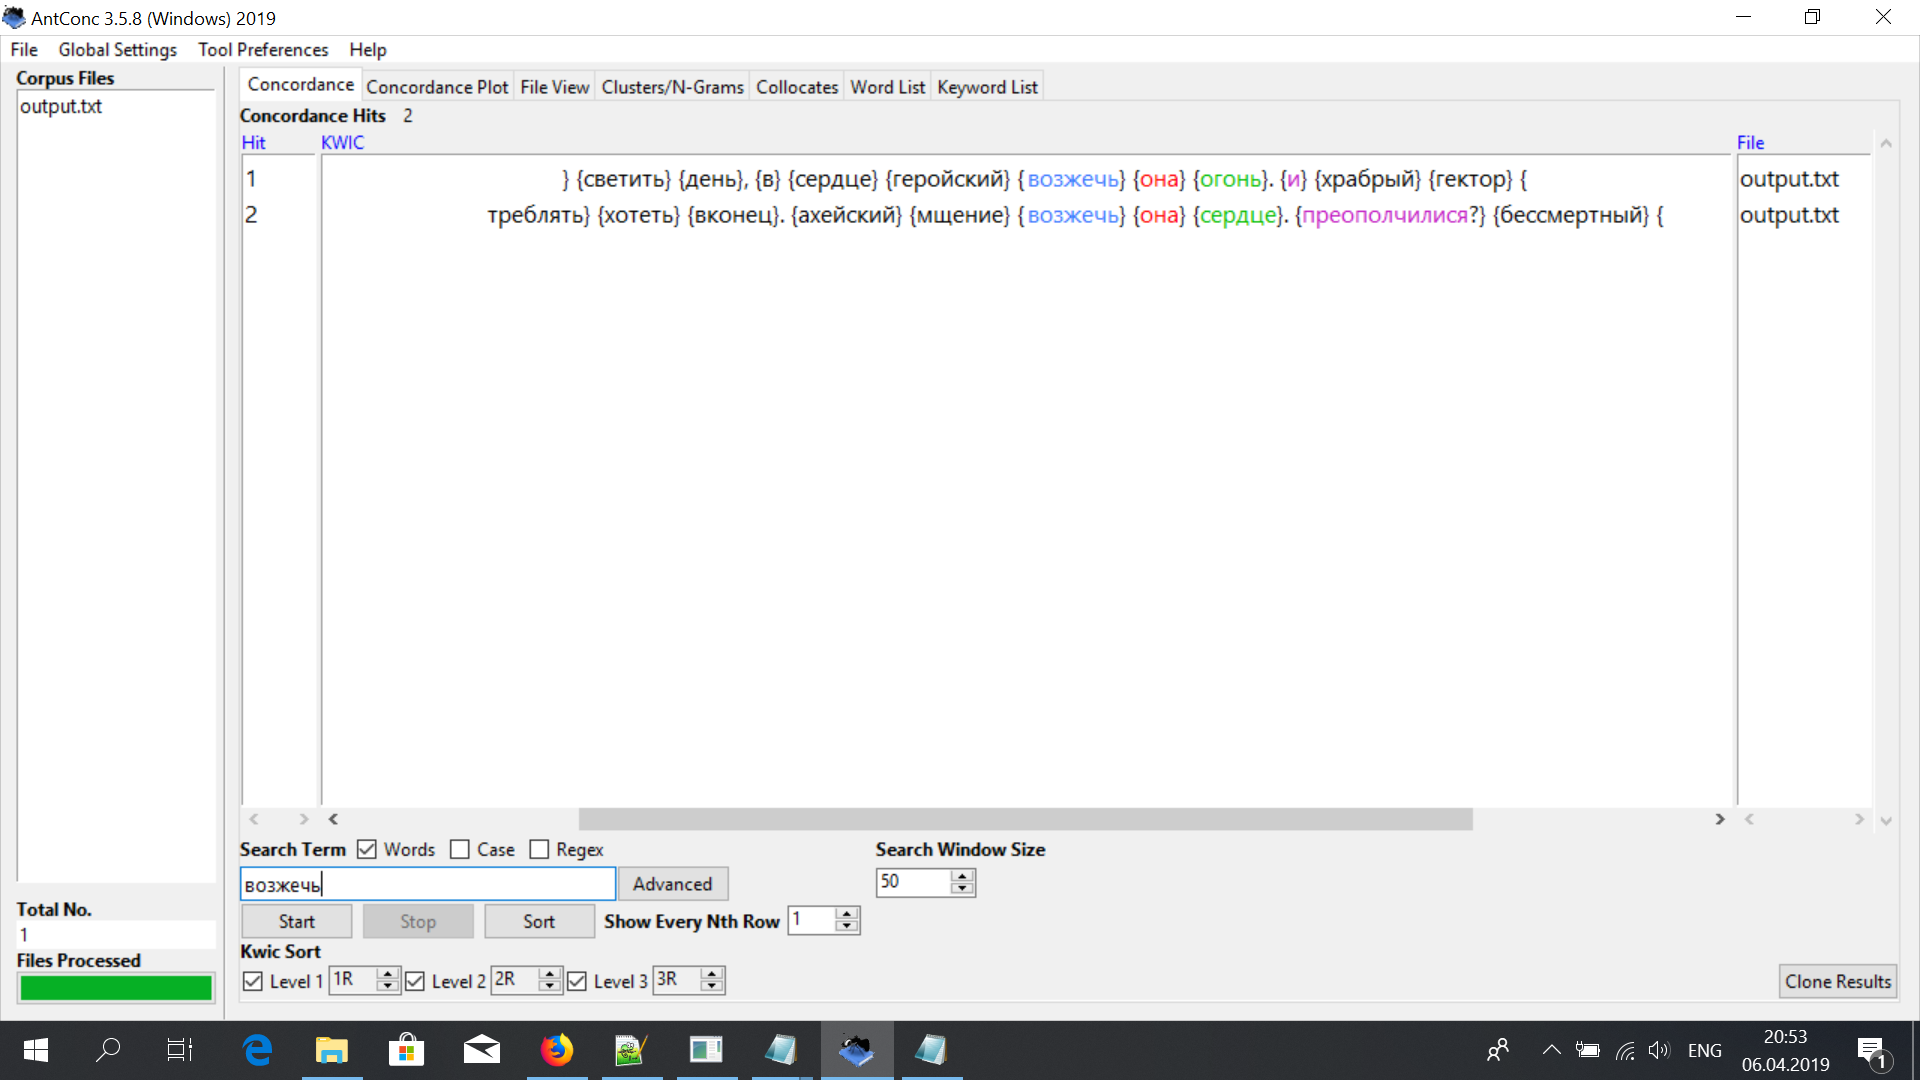 AntConc 3.5.8 (Windows) 2019
File Global Settings Tool Preferences Help
Corpus Files
output.txt
Concordance Concordance Plot File View Clusters/N-Grams Collocates Word List Keyword List
Concordance Hits 2
Hit KWIC File
1 } {светить} {день}, {в} {сердце} {геройский} {возжечь} {она} {огонь}. {и} {храбрый} {гектор} { output.txt
2 треблять} {хотеть} {вконец}. {ахейский} {мщение} {возжечь} {она} {сердце}. {преополчилися?} {бессмертный} { output.txt
Search Term Words Case Regex Search Window Size
возжечь Advanced 50
Total No.
1
Start Stop Sort Show Every Nth Row 1
Files Processed
Kwic Sort
Level 1 1R Level 2 2R Level 3 3R Clone Results
ENG 20:53
06.04.2019 1